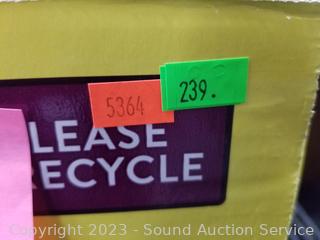 5364
239.
LEASE
RECYCLE
Copyright 2023 - Sound Auction Service